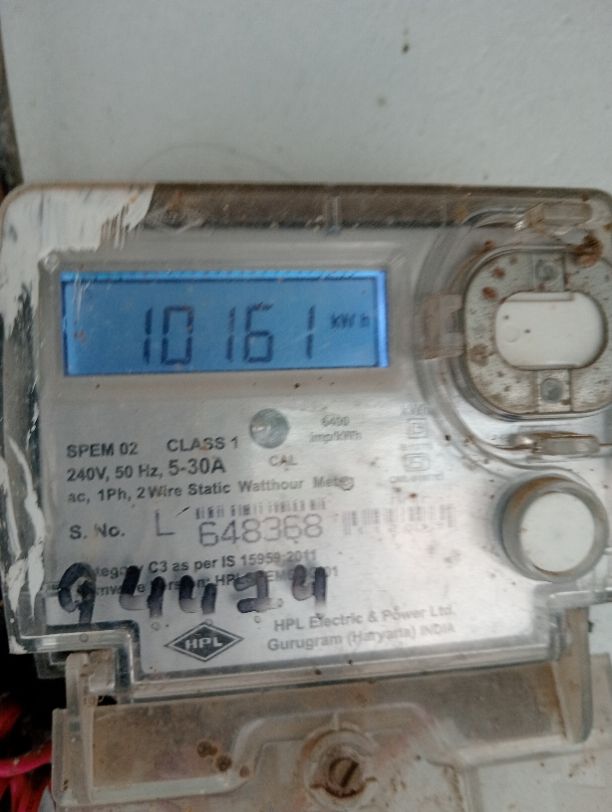 10161 kWh
6400
imp/kWh
SPEM 02 CLASS 1
CAL
240V, 50 Hz, 5-30A
ac, 1Ph, 2 Wire Static Watthour Meter
S. No. L 648368
C3 as per IS 15959:2011
HPL
HPL Electric & Power Ltd.
Gurugram (Haryana) INDIA